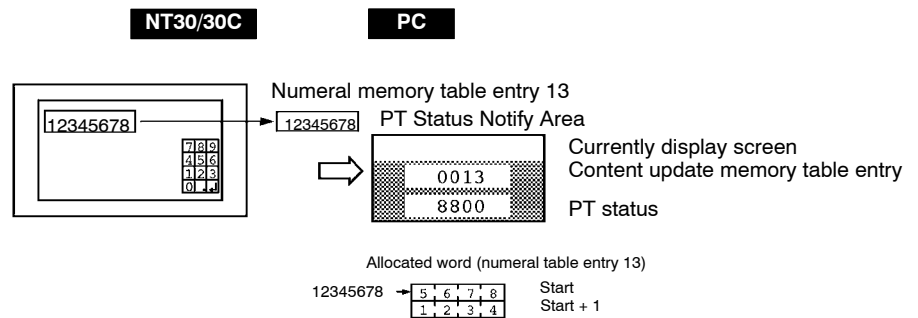 NT30/30C PC
Numeral memory table entry 13
12345678 12345678 PT Status Notify Area
Currently display screen
7 8 9
4 5 6
1 2 3
0 . ↵
0013 Content update memory table entry
8800 PT status
Allocated word (numeral table entry 13)
12345678 5 6 7 8 Start
1 2 3 4 Start + 1